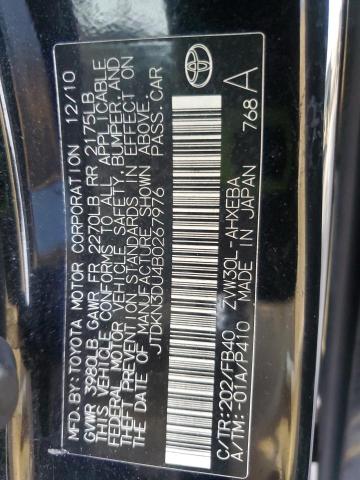 MFD.BY:TOYOTA MOTOR CORPORATION 12/10
GVWR 3980LB GAWR FR 2270LB RR 2175LB
THIS VEHICLE CONFORMS TO ALL APPLICABLE
FEDERAL MOTOR VEHICLE SAFETY, BUMPER, AND
THEFT PREVENTION STANDARDS IN EFFECT ON
THE DATE OF MANUFACTURE SHOWN ABOVE.
JTDKN3DU4B0267976 PASS.CAR
C/TR:202/FB40 ZVW30L-AHXEBA
A/TM:-01A/P410 MADE IN JAPAN 768 A